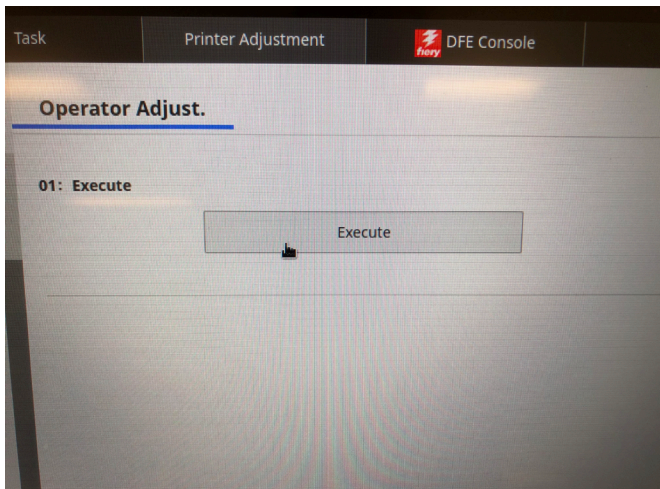 Task
Printer Adjustment
fiery DFE Console
Operator Adjust.
01: Execute
Execute